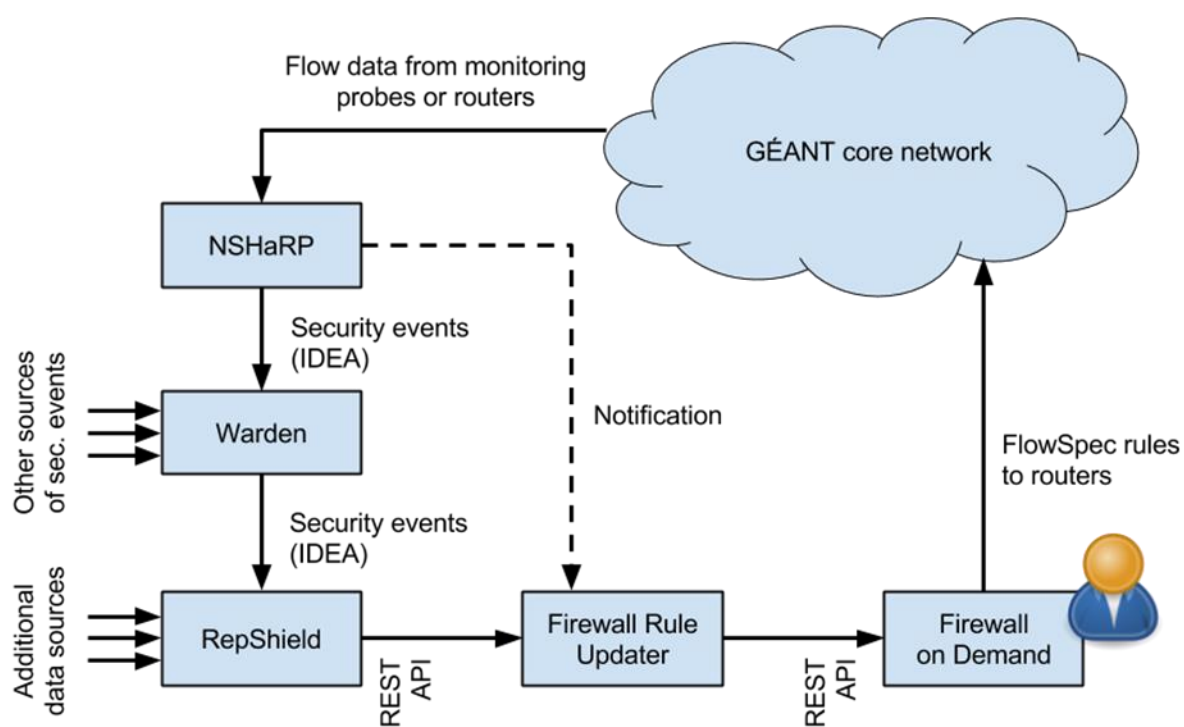 Flow data from monitoring
probes or routers
GÉANT core network
NSHaRP
Security events
(IDEA)
Other sources
of sec. events
Warden
Notification
FlowSpec rules
to routers
Security events
(IDEA)
Additional
data sources
RepShield
REST
API
Firewall Rule
Updater
REST
API
Firewall
on Demand